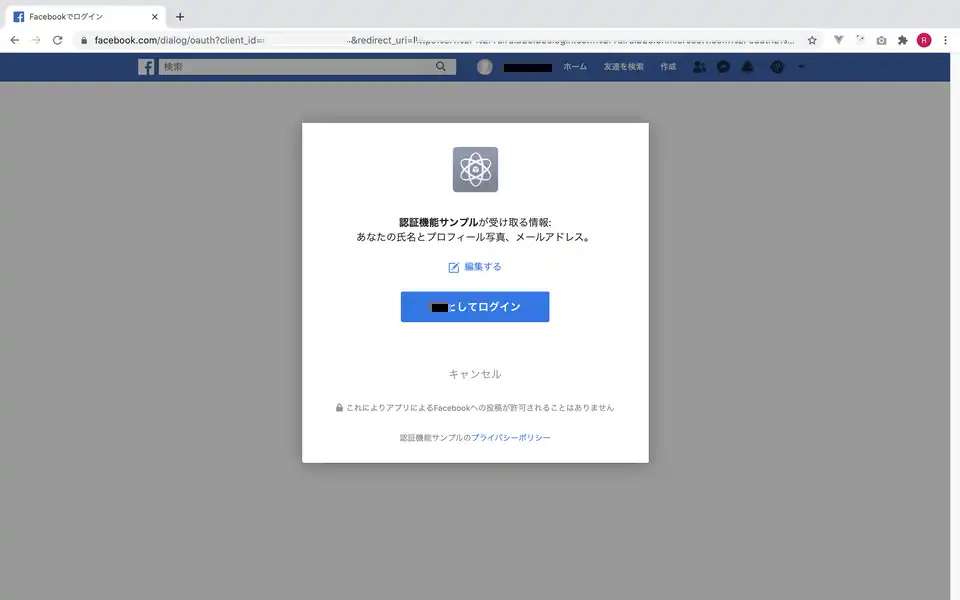 Facebookでログイン
facebook.com/dialog/oauth?client_id=
&redirect_uri=
検索
ホーム
友達を検索
作成
R
認証機能サンプルが受け取る情報:
あなたの氏名とプロフィール写真、メールアドレス。
編集する
としてログイン
キャンセル
これによりアプリによるFacebookへの投稿が許可されることはありません
認証機能サンプルのプライバシーポリシー